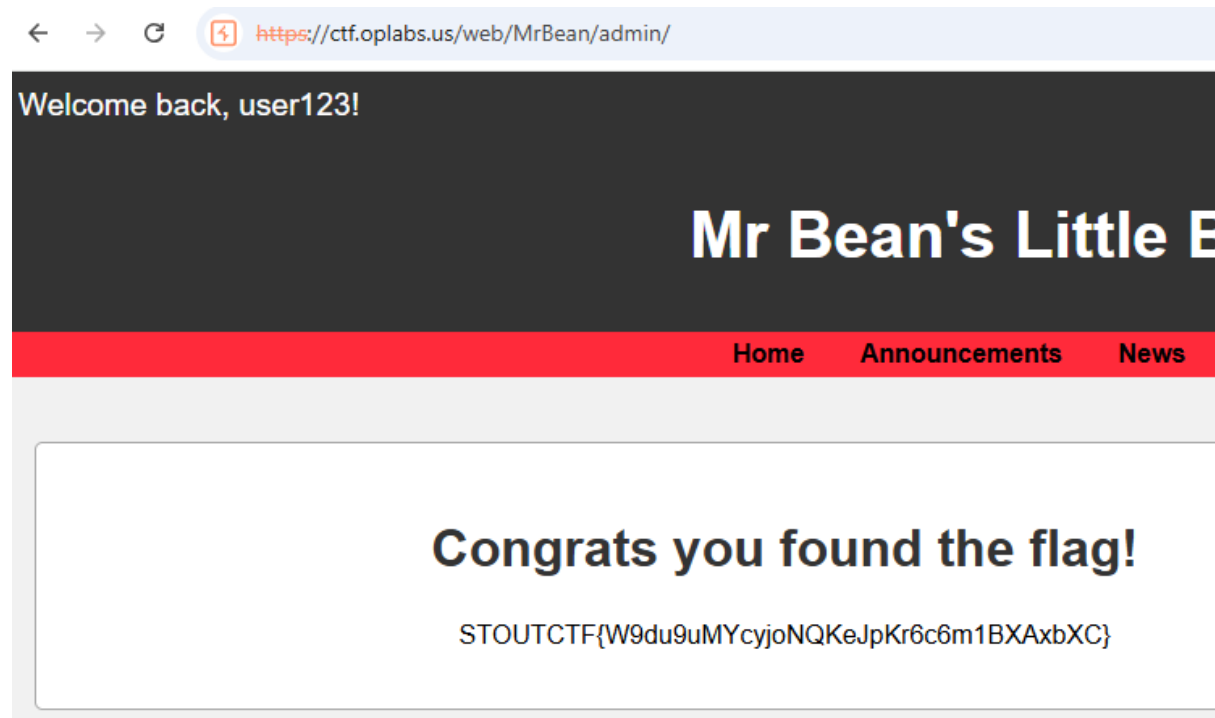 https://ctf.oplabs.us/web/MrBean/admin/
Welcome back, user123!
Mr Bean's Little
Home Announcements News
Congrats you found the flag!
STOUTCTF{W9du9uMYcyjoNQKeJpKr6c6m1BXAxbXC}